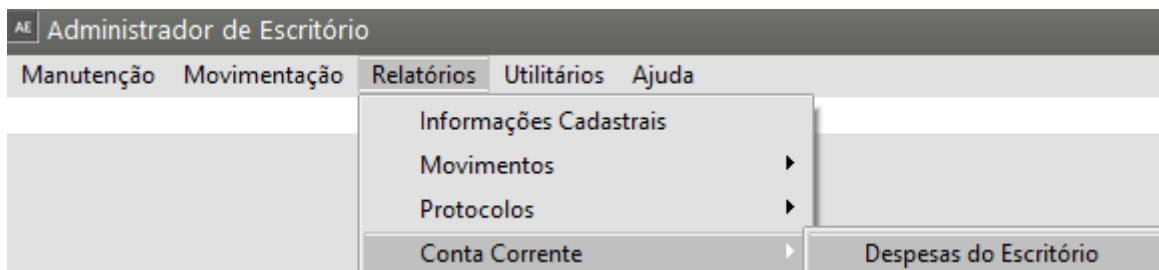 AE Administrador de Escritório
Manutenção Movimentação Relatórios Utilitários Ajuda
Informações Cadastrais
Movimentos
Protocolos
Conta Corrente Despesas do Escritório